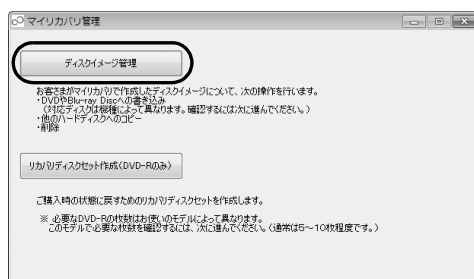 マイリカバリ管理
ディスクイメージ管理
お客さまがマイリカバリで作成したディスクイメージについて、次の操作を行います。
・DVDやBlu-ray Discへの書き込み
（対応ディスクは機種によって異なります。確認するには次に進んでください。）
・他のハードディスクへのコピー
・削除
リカバリディスクセット作成(DVD-Rのみ)
ご購入時の状態に戻すためのリカバリディスクセットを作成します。
※ 必要なDVD-Rの枚数はお使いのモデルによって異なります。
このモデルで必要な枚数を確認するには、次に進んでください。（通常は5～10枚程度です。）